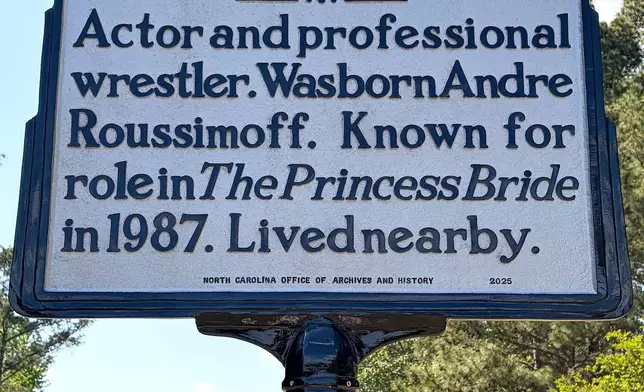 Actor and professional
wrestler. Was born Andre
Roussimoff. Known for
role in The Princess Bride
in 1987. Lived nearby.
NORTH CAROLINA OFFICE OF ARCHIVES AND HISTORY 2025